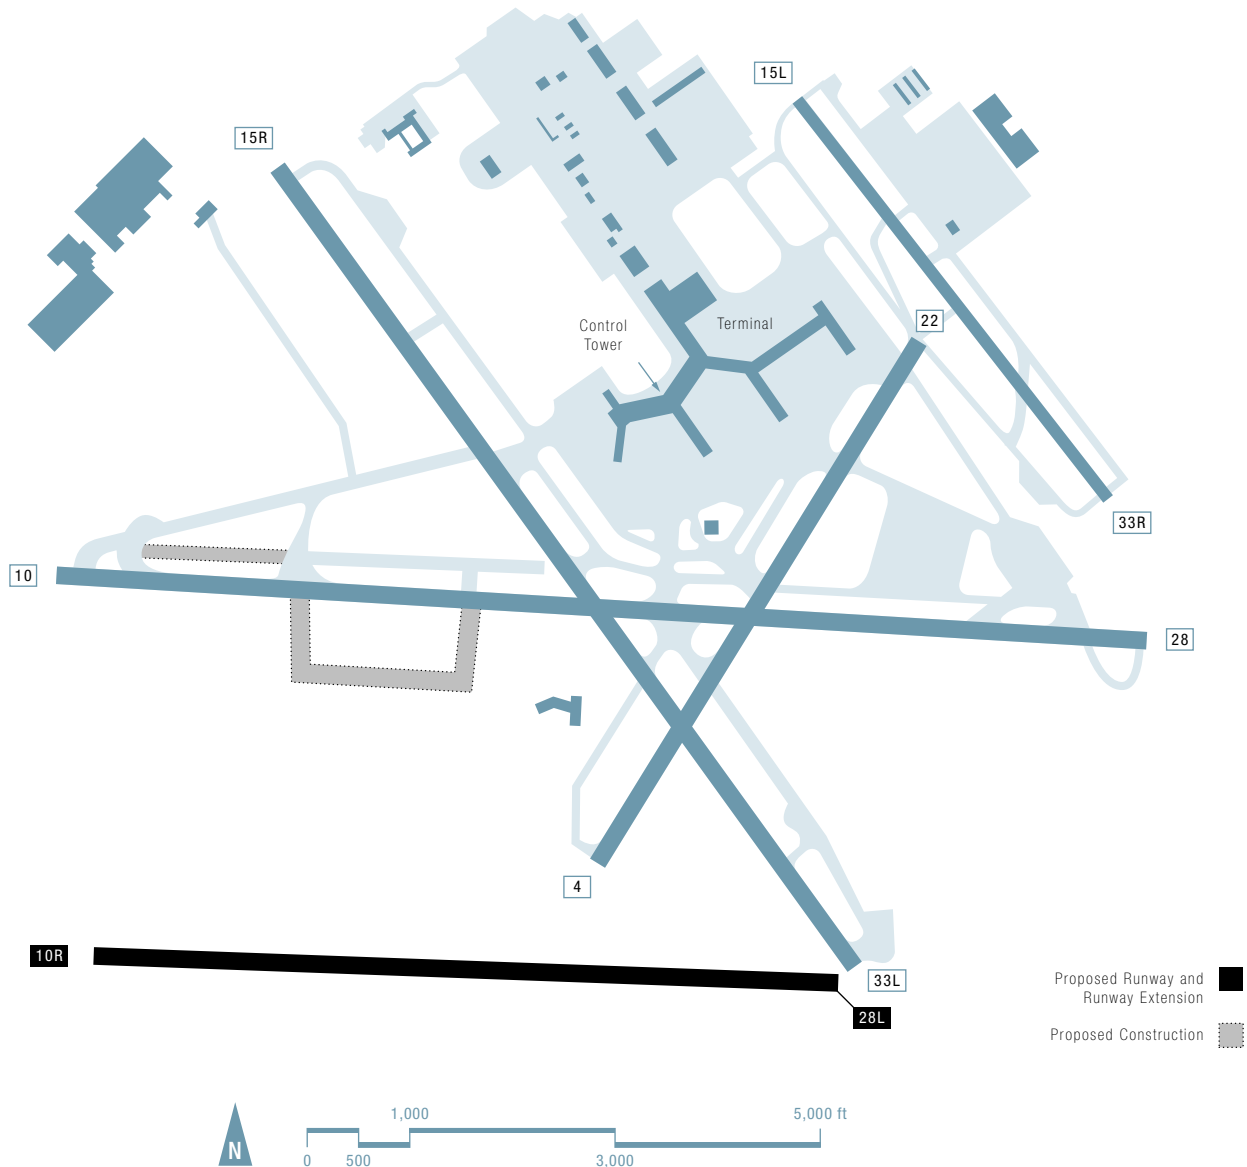 15L
15R
22
Control
Tower
Terminal
33R
10
28
4
10R
33L
28L
Proposed Runway and
Runway Extension
Proposed Construction
N
1,000
5,000 ft
0
500
3,000